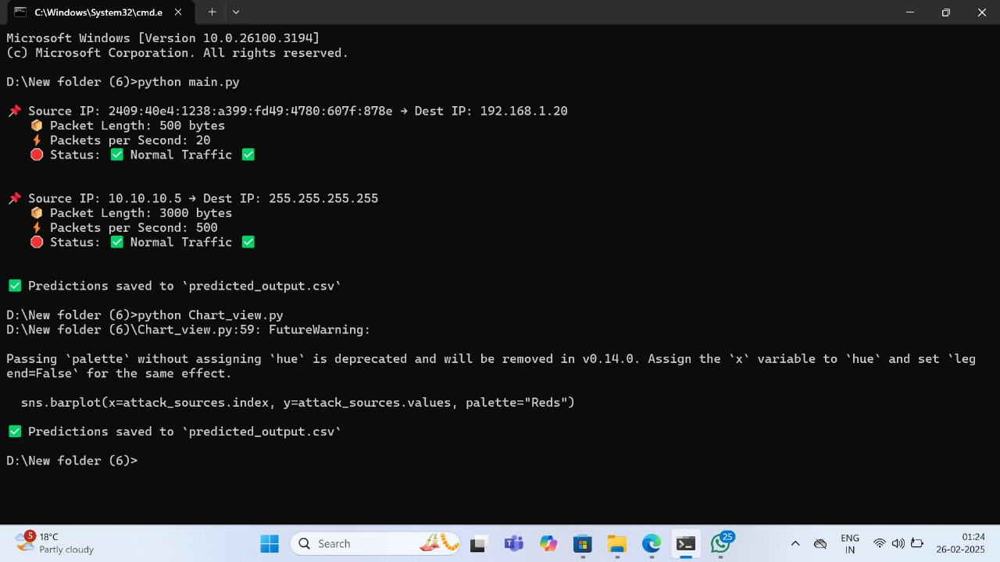 C:\Windows\System32\cmd.e
Microsoft Windows [Version 10.0.26100.3194]
(c) Microsoft Corporation. All rights reserved.
D:\New folder (6)>python main.py
📌 Source IP: 2409:40e4:1238:a399:fd49:4780:607f:878e → Dest IP: 192.168.1.20
📦 Packet Length: 500 bytes
⚡ Packets per Second: 20
🛑 Status: ✅ Normal Traffic ✅
📌 Source IP: 10.10.10.5 → Dest IP: 255.255.255.255
📦 Packet Length: 3000 bytes
⚡ Packets per Second: 500
🛑 Status: ✅ Normal Traffic ✅
✅ Predictions saved to `predicted_output.csv`
D:\New folder (6)>python Chart_view.py
D:\New folder (6)\Chart_view.py:59: FutureWarning:
Passing `palette` without assigning `hue` is deprecated and will be removed in v0.14.0. Assign the `x` variable to `hue` and set `leg
end=False` for the same effect.
sns.barplot(x=attack_sources.index, y=attack_sources.values, palette="Reds")
✅ Predictions saved to `predicted_output.csv`
D:\New folder (6)>
5
18°C
Partly cloudy
Search
25
ENG
IN
01:24
26-02-2025